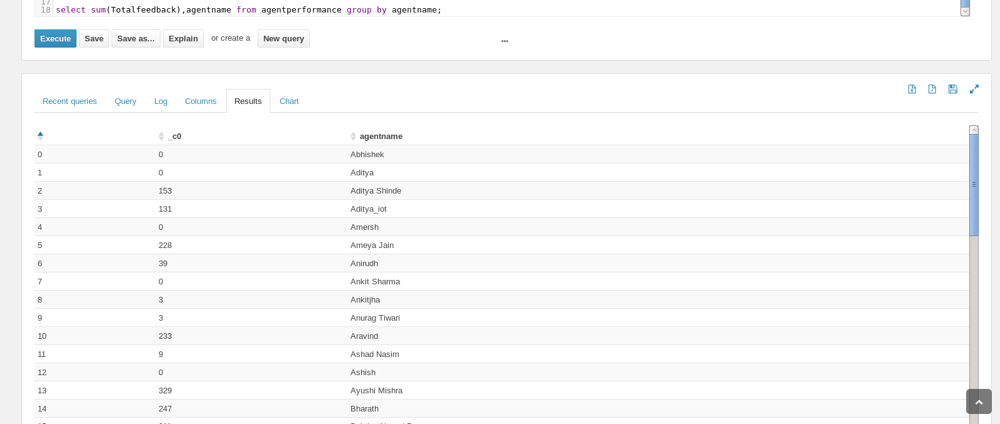 17
18 select sum(Totalfeedback),agentname from agentperformance group by agentname;
Execute Save Save as... Explain or create a New query ...
Recent queries Query Log Columns Results Chart
_c0 agentname
0 0 Abhishek
1 0 Aditya
2 153 Aditya Shinde
3 131 Aditya_iot
4 0 Amersh
5 228 Ameya Jain
6 39 Anirudh
7 0 Ankit Sharma
8 3 Ankitjha
9 3 Anurag Tiwari
10 233 Aravind
11 9 Ashad Nasim
12 0 Ashish
13 329 Ayushi Mishra
14 247 Bharath